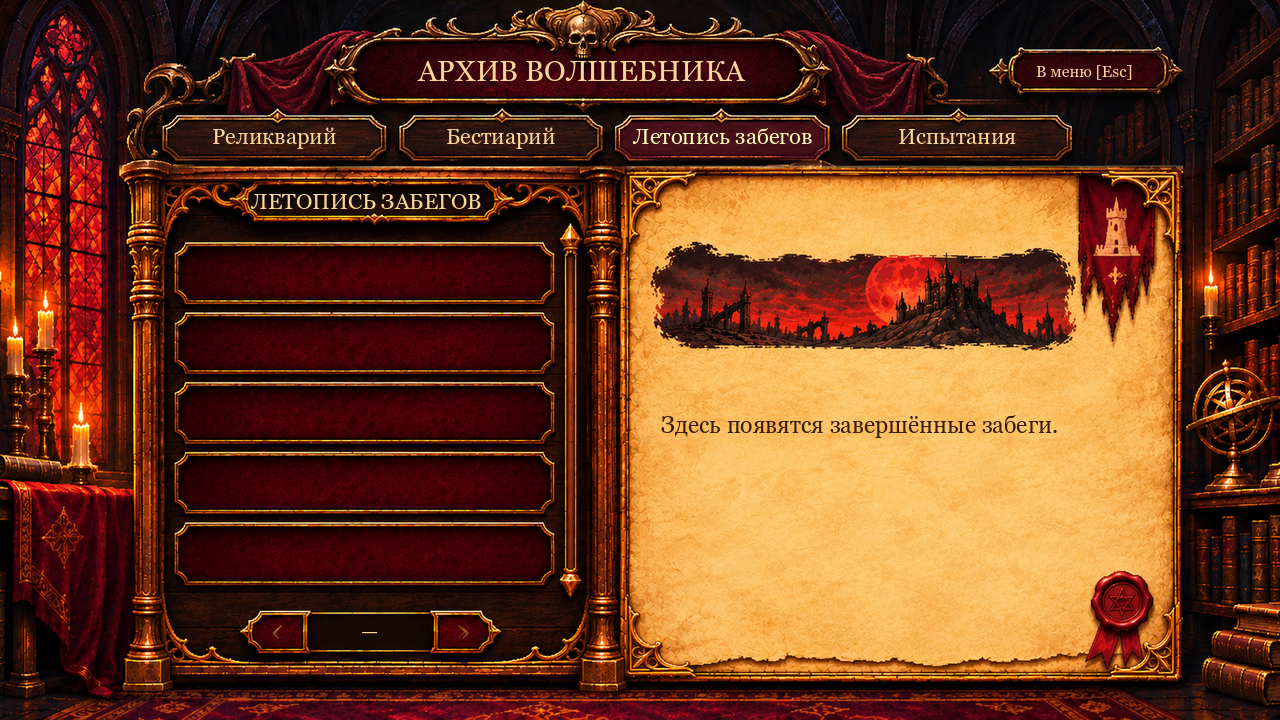 АРХИВ ВОЛШЕБНИКА
В меню [Esc]
Реликварий
Бестиарий
Летопись забегов
Испытания
ЛЕТОПИСЬ ЗАБЕГОВ
Здесь появятся завершённые забеги.
—